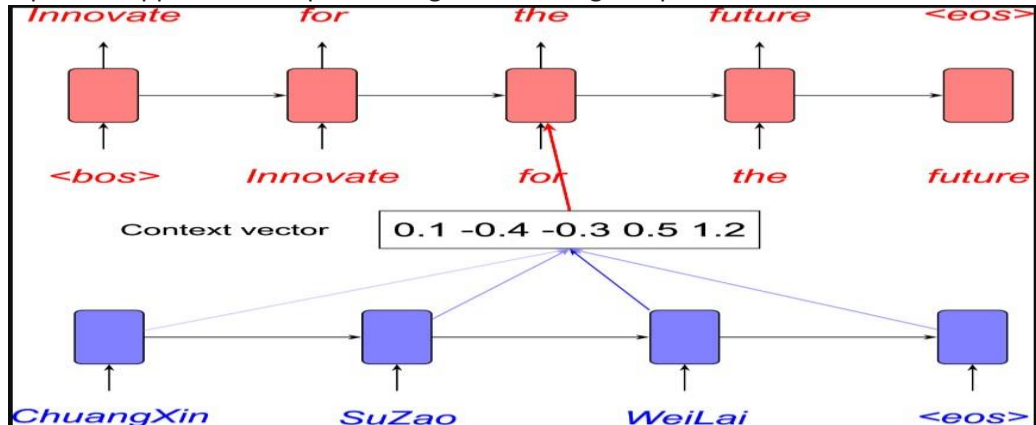 Innovate for the future <eos>
<bos> Innovate for the future
Context vector 0.1 -0.4 -0.3 0.5 1.2
ChuangXin SuZao WeiLai <eos>